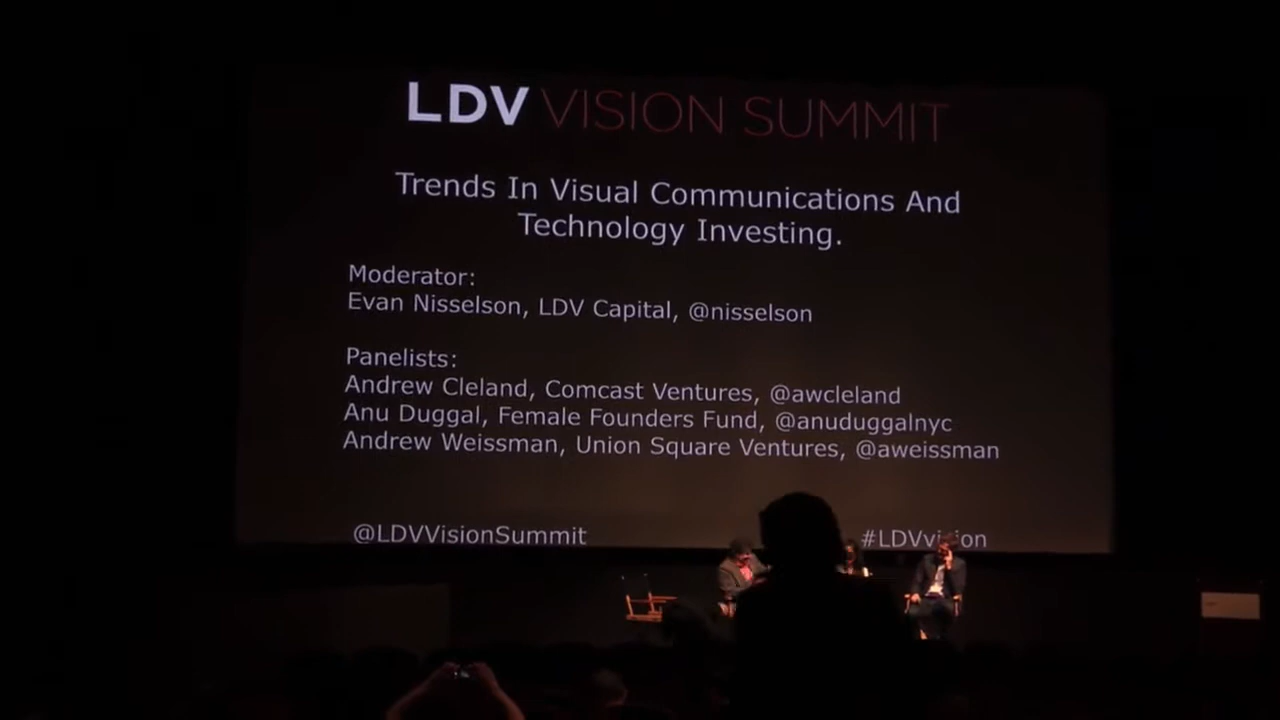 LDV VISION SUMMIT
Trends In Visual Communications And
Technology Investing.
Moderator:
Evan Nisselson, LDV Capital, @nisselson
Panelists:
Andrew Cleland, Comcast Ventures, @awcleland
Anu Duggal, Female Founders Fund, @anuduggalnyc
Andrew Weissman, Union Square Ventures, @aweissman
@LDVVisionSummit
#LDVvision